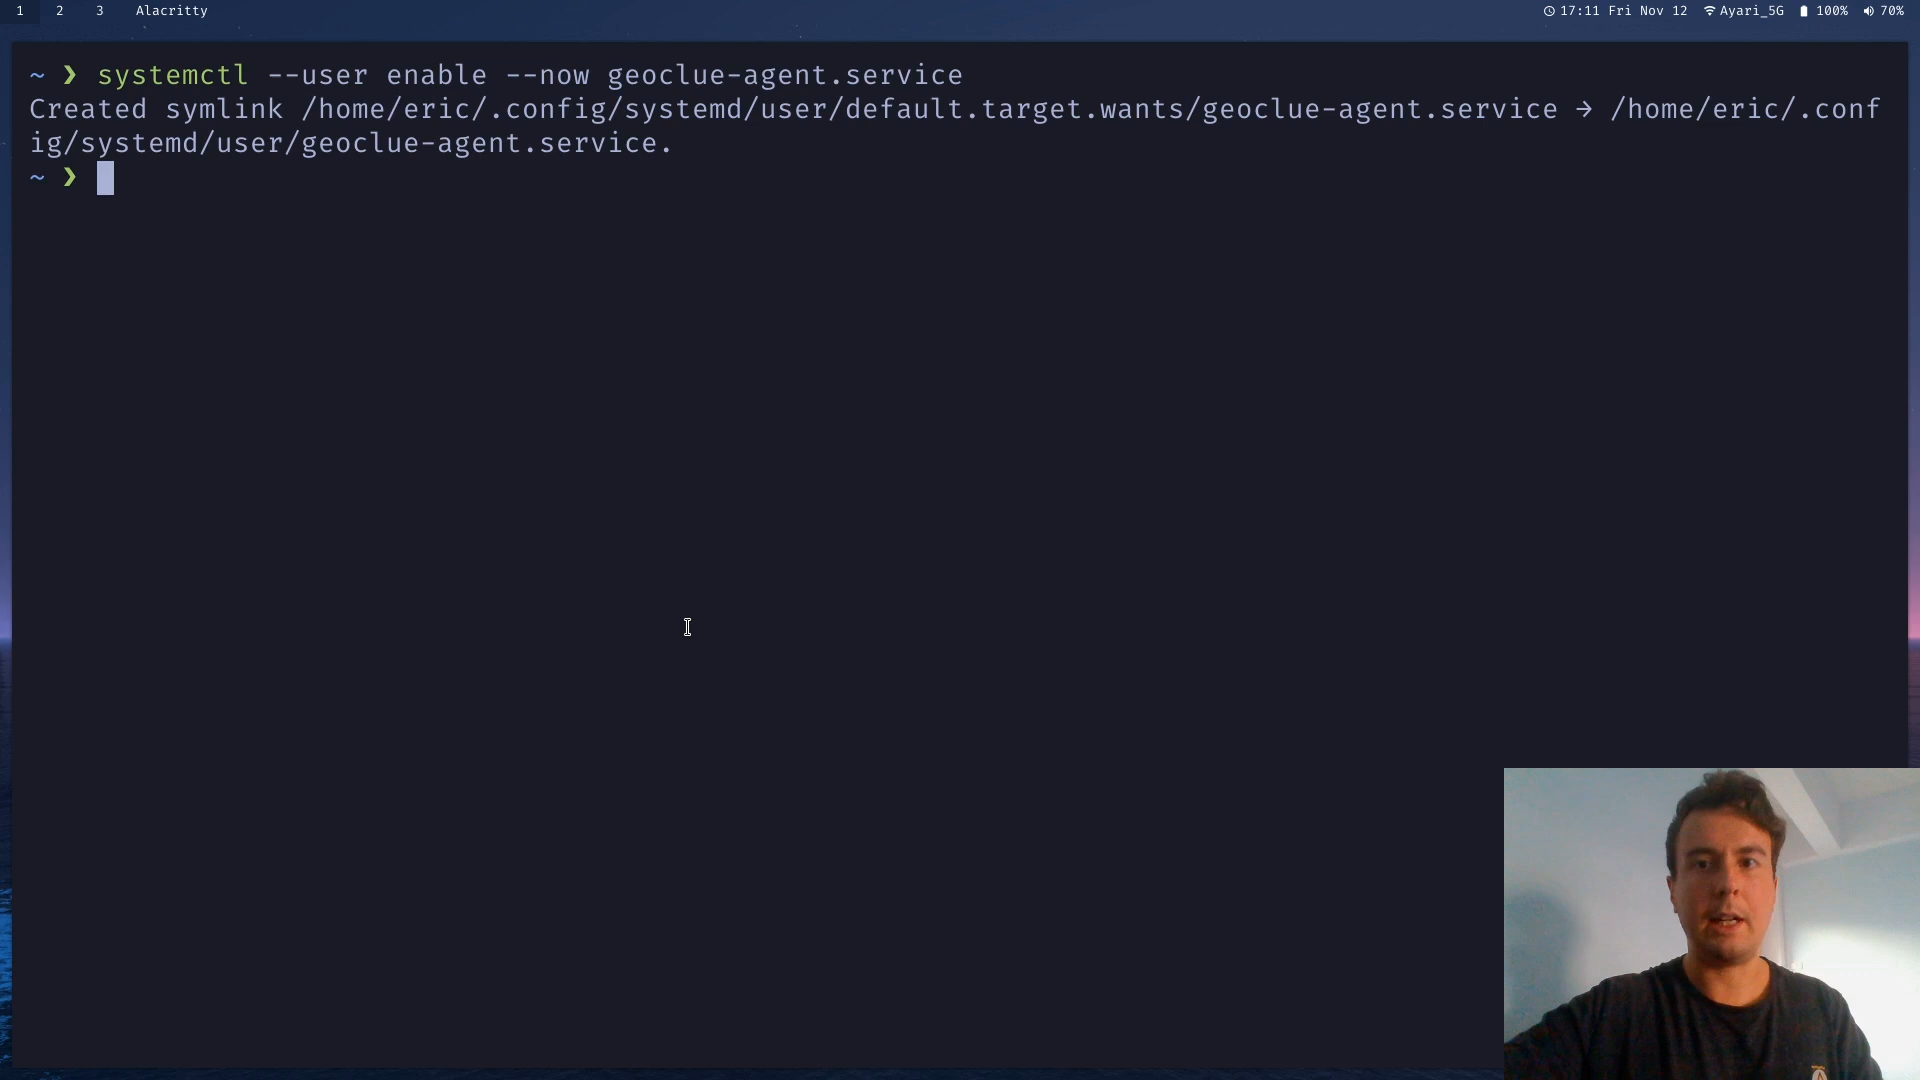 1 2 3 Alacritty 17:11 Fri Nov 12 Ayari_5G 100% 70%
~ ❯ systemctl --user enable --now geoclue-agent.service
Created symlink /home/eric/.config/systemd/user/default.target.wants/geoclue-agent.service → /home/eric/.conf
ig/systemd/user/geoclue-agent.service.
~ ❯